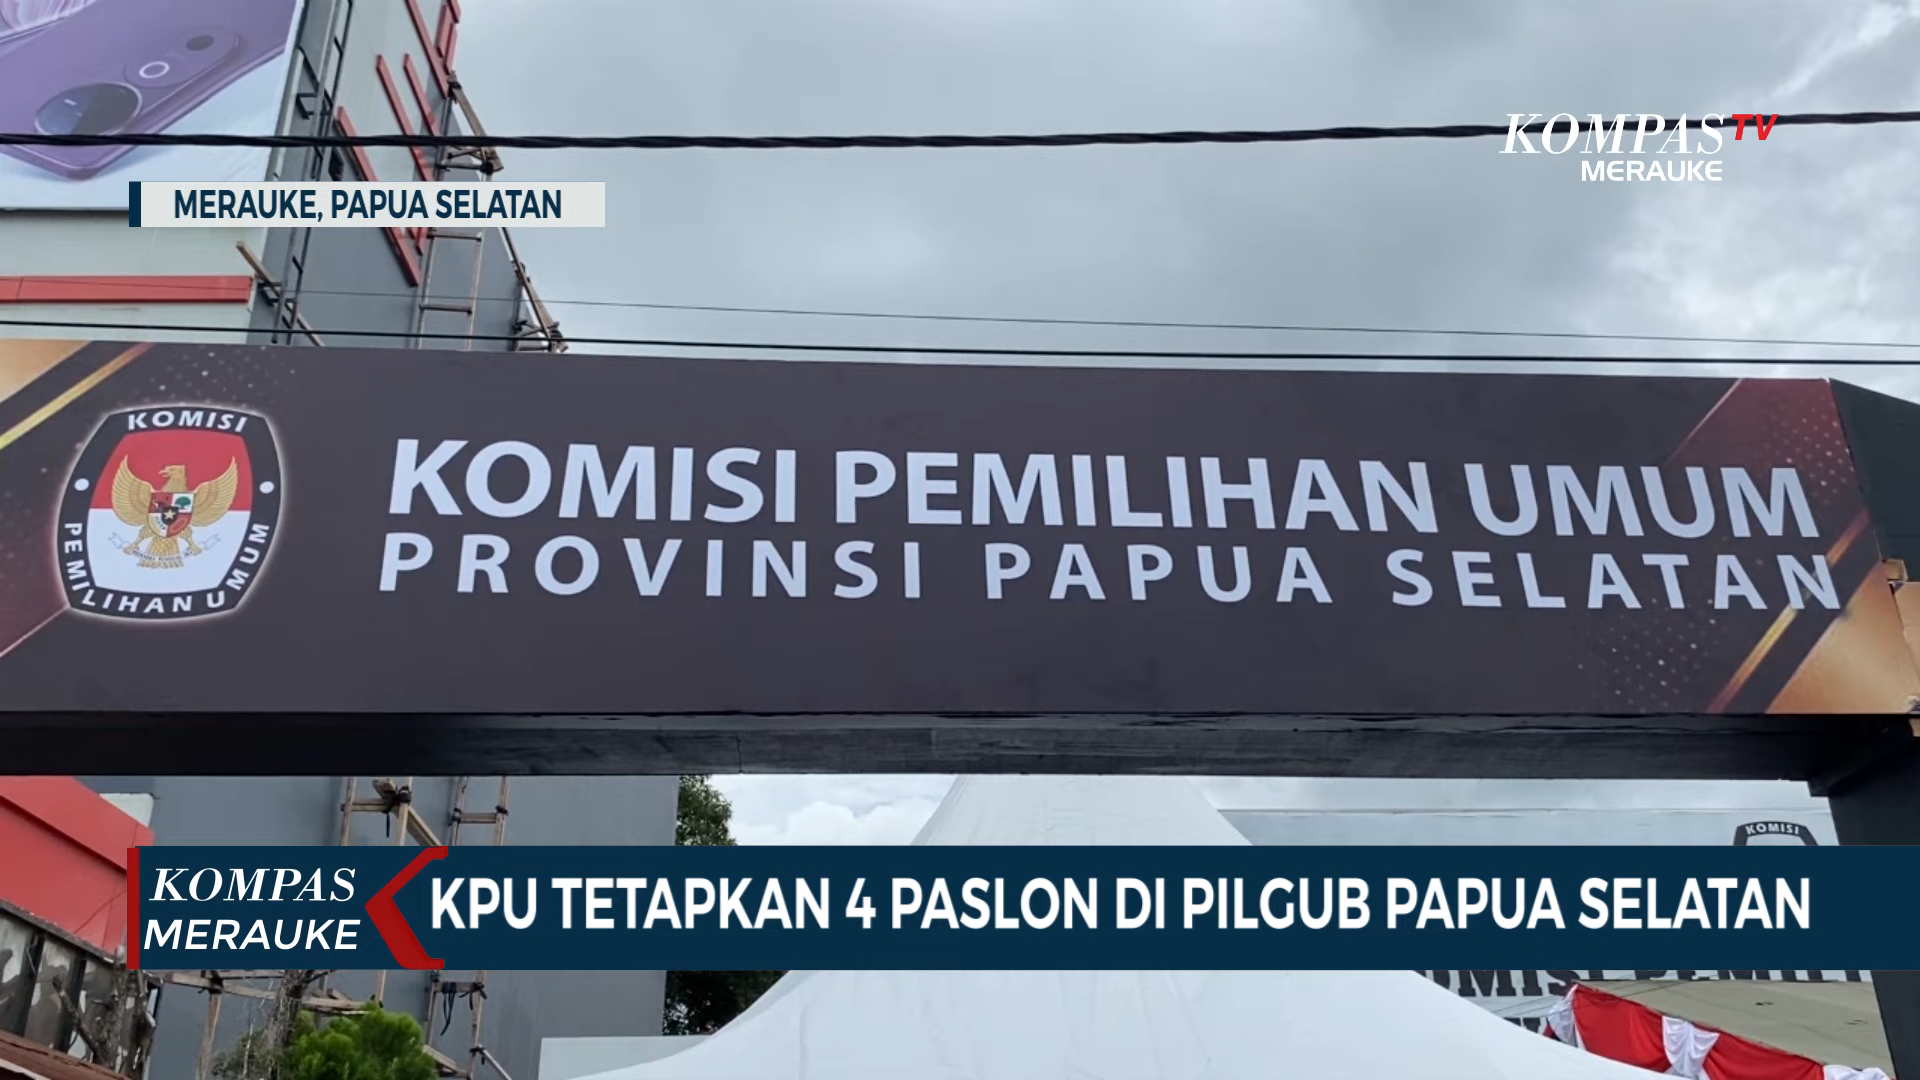 KOMPAS TV
MERAUKE
MERAUKE, PAPUA SELATAN
KOMISI
PEMILIHAN UMUM
KOMISI PEMILIHAN UMUM
PROVINSI PAPUA SELATAN
KOMISI
KOMPAS
MERAUKE
KPU TETAPKAN 4 PASLON DI PILGUB PAPUA SELATAN